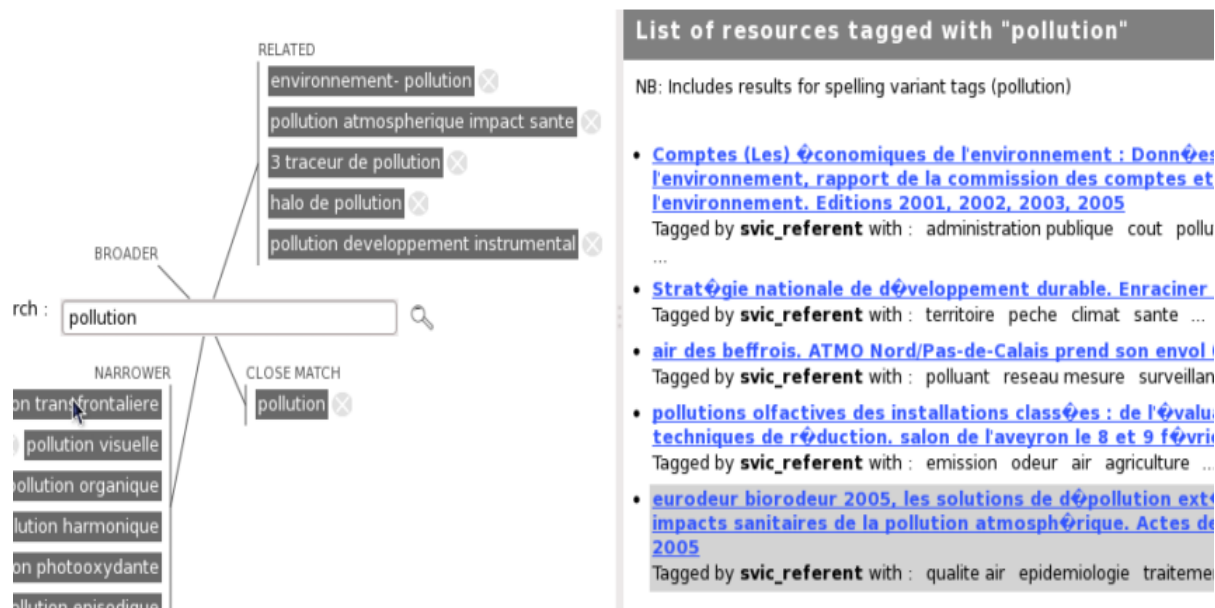 RELATED
environnement- pollution
pollution atmospherique impact sante
3 traceur de pollution
halo de pollution
pollution developpement instrumental
BROADER
rch :
pollution
NARROWER
on transfrontaliere
pollution visuelle
pollution organique
lution harmonique
on photooxydante
ollution episodique
CLOSE MATCH
pollution
List of resources tagged with "pollution"
NB: Includes results for spelling variant tags (pollution)
• Comptes (Les) �conomiques de l'environnement : Donn�es
l'environnement, rapport de la commission des comptes et
l'environnement. Editions 2001, 2002, 2003, 2005
Tagged by svic_referent with : administration publique cout pollu
...
• Strat�gie nationale de d�veloppement durable. Enraciner
Tagged by svic_referent with : territoire peche climat sante ...
• air des beffrois. ATMO Nord/Pas-de-Calais prend son envol
Tagged by svic_referent with : polluant reseau mesure surveillan
• pollutions olfactives des installations class�es : de l'�valua
techniques de r�duction. salon de l'aveyron le 8 et 9 f�vrie
Tagged by svic_referent with : emission odeur air agriculture ...
• eurodeur biorodeur 2005, les solutions de d�pollution ext�
impacts sanitaires de la pollution atmosph�rique. Actes de
2005
Tagged by svic_referent with : qualite air epidemiologie traiteme